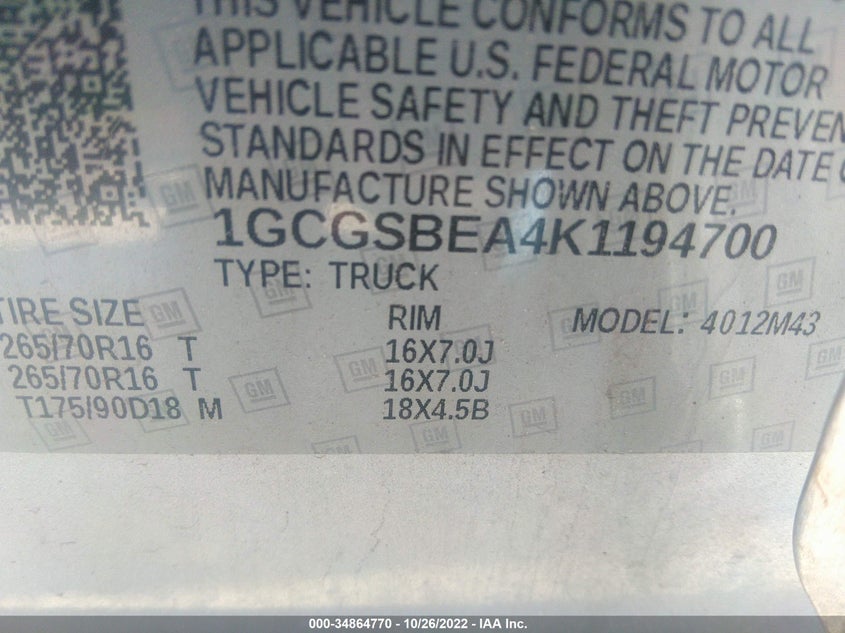 THIS VEHICLE CONFORMS TO ALL
APPLICABLE U.S. FEDERAL MOTOR
VEHICLE SAFETY AND THEFT PREVEN
STANDARDS IN EFFECT ON THE DATE O
MANUFACTURE SHOWN ABOVE.
1GCGSBEA4K1194700
TYPE: TRUCK
TIRE SIZE RIM MODEL: 4012M43
265/70R16 T 16X7.0J
265/70R16 T 16X7.0J
T175/90D18 M 18X4.5B
GM
000-34864770 - 10/26/2022 - IAA Inc.